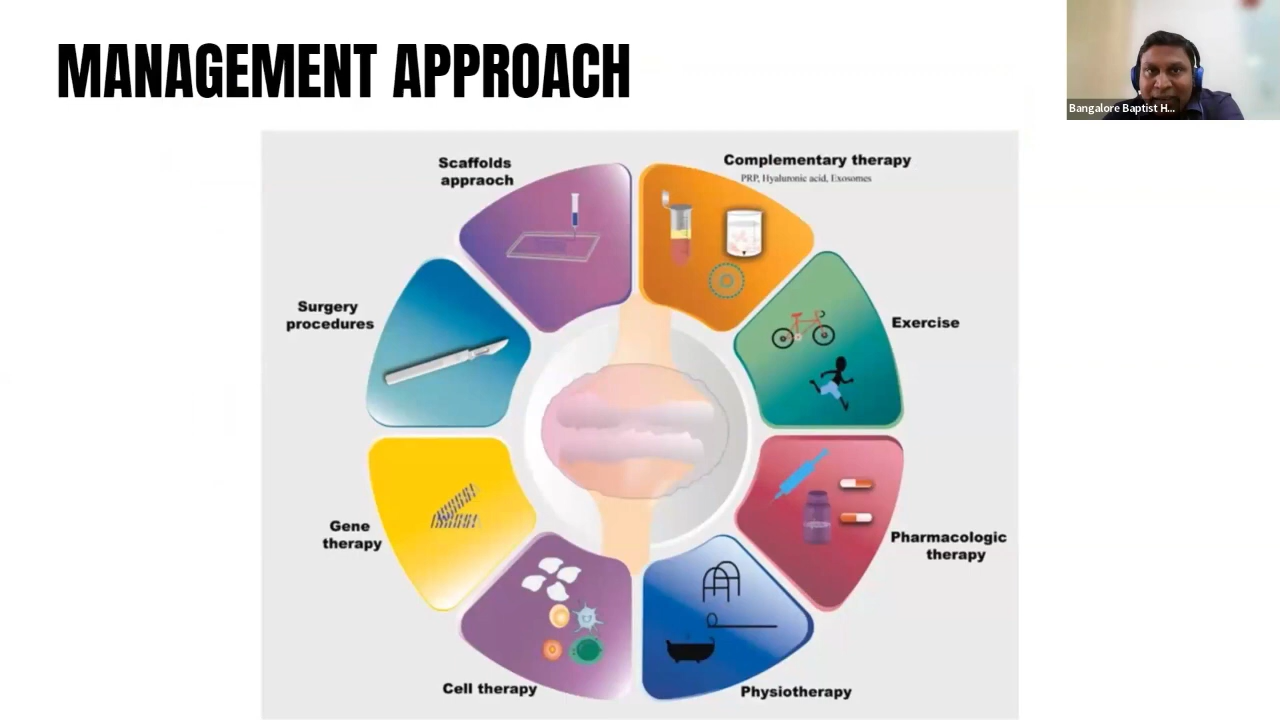 MANAGEMENT APPROACH
Bangalore Baptist H...
Scaffolds
appraoch
Complementary therapy
PRP, Hyaluronic acid, Exosomes
Surgery
procedures
Exercise
Gene
therapy
Pharmacologic
therapy
Cell therapy
Physiotherapy